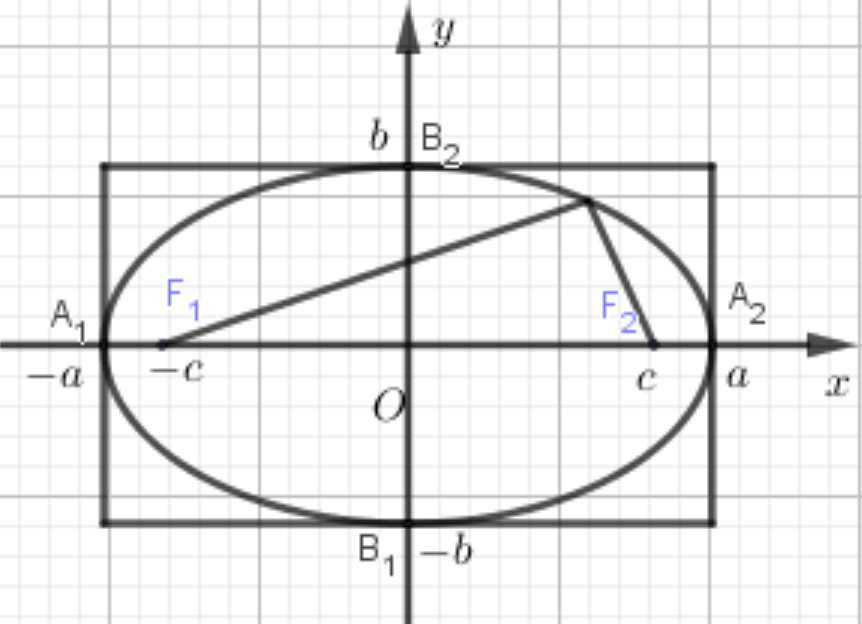 y
b B₂
F₁
A₁ F₂ A₂
−a −c c a x
O
B₁ −b